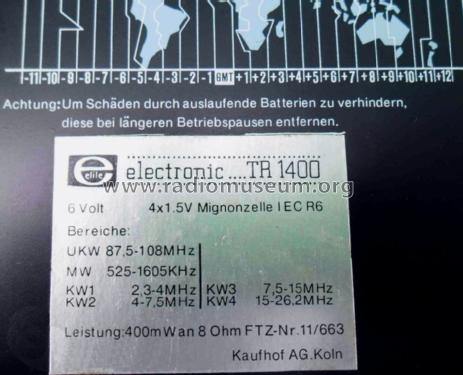 -11 -10 -9 -8 -7 -6 -5 -4 -3 -2 -1 GMT +1 +2 +3 +4 +5 +6 +7 +8 +9 +10 +11 +12
Achtung: Um Schäden durch auslaufende Batterien zu verhindern,
diese bei längeren Betriebspausen entfernen.
e elite electronic....TR 1400
www.radiomuseum.org
6 Volt 4x1.5V Mignonzelle IEC R6
Bereiche:
UKW 87,5-108MHz
MW 525-1605KHz
KW1 2,3-4MHz KW3 7,5-15MHz
KW2 4-7,5MHz KW4 15-26,2MHz
Leistung:400mWan 8 Ohm FTZ-Nr.11/663
Kaufhof AG.Koln